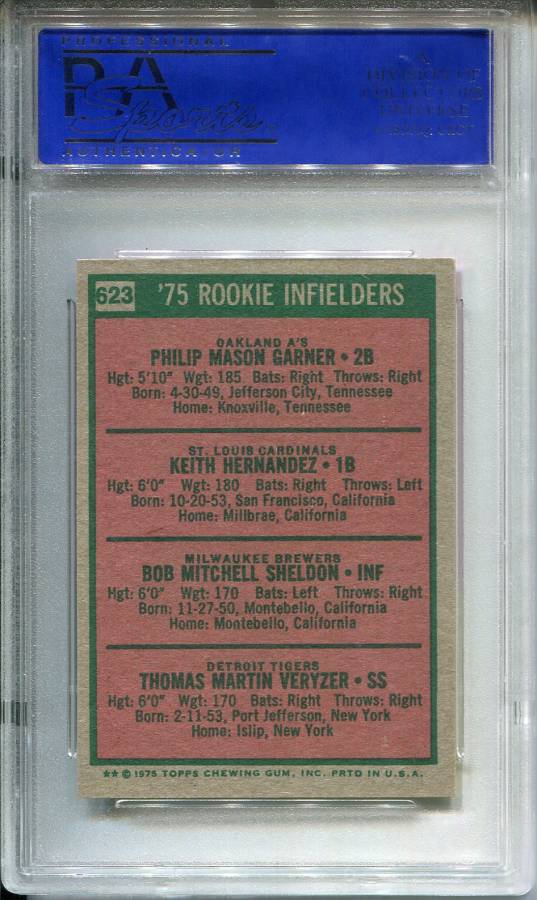 PROFESSIONAL
PSA
Sports
AUTHENTICATOR
A
DIVISION OF
COLLECTORS
UNIVERSE
623 '75 ROOKIE INFIELDERS
OAKLAND A'S
PHILIP MASON GARNER • 2B
Hgt: 5'10" Wgt: 185 Bats: Right Throws: Right
Born: 4-30-49, Jefferson City, Tennessee
Home: Knoxville, Tennessee
ST. LOUIS CARDINALS
KEITH HERNANDEZ • 1B
Hgt: 6'0" Wgt: 180 Bats: Right Throws: Left
Born: 10-20-53, San Francisco, California
Home: Millbrae, California
MILWAUKEE BREWERS
BOB MITCHELL SHELDON • INF
Hgt: 6'0" Wgt: 170 Bats: Left Throws: Right
Born: 11-27-50, Montebello, California
Home: Montebello, California
DETROIT TIGERS
THOMAS MARTIN VERYZER • SS
Hgt: 6'0" Wgt: 170 Bats: Right Throws: Right
Born: 2-11-53, Port Jefferson, New York
Home: Islip, New York
★★ © 1975 TOPPS CHEWING GUM, INC. PRTD IN U.S.A.